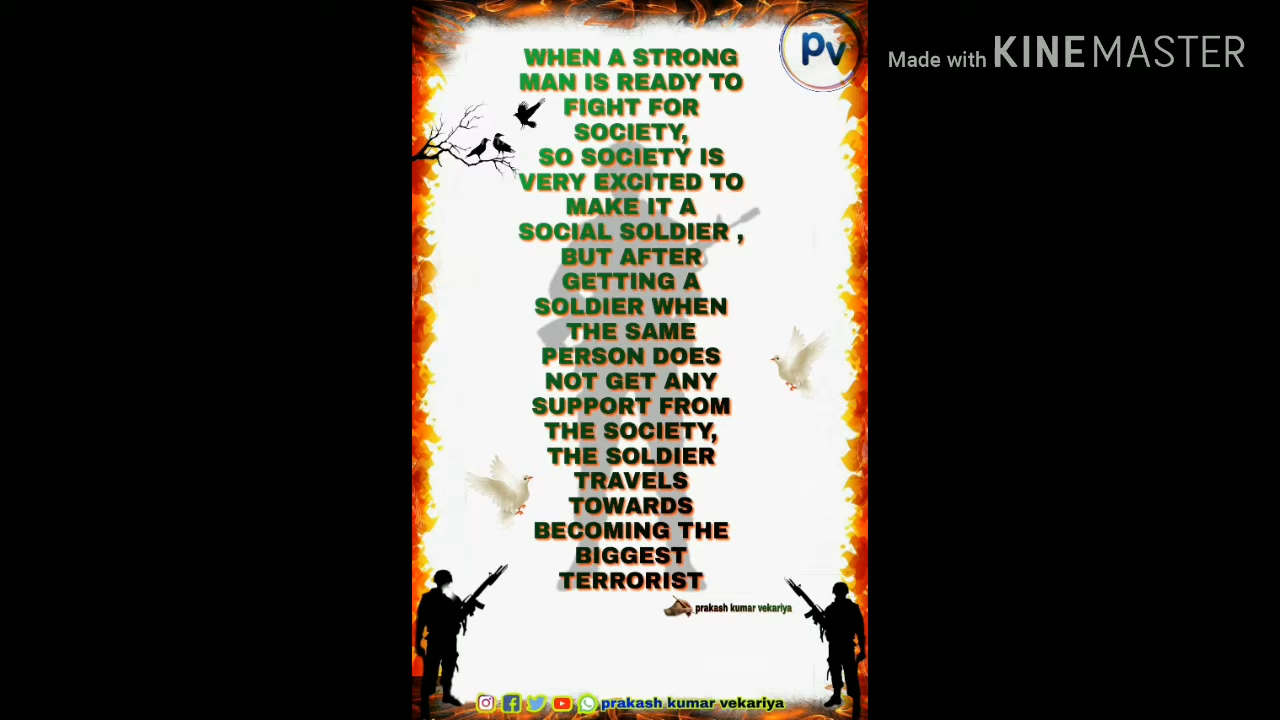 PV
Made with KINEMASTER
WHEN A STRONG
MAN IS READY TO
FIGHT FOR
SOCIETY,
SO SOCIETY IS
VERY EXCITED TO
MAKE IT A
SOCIAL SOLDIER ,
BUT AFTER
GETTING A
SOLDIER WHEN
THE SAME
PERSON DOES
NOT GET ANY
SUPPORT FROM
THE SOCIETY,
THE SOLDIER
TRAVELS
TOWARDS
BECOMING THE
BIGGEST
TERRORIST
prakash kumar vekariya
prakash kumar vekariya